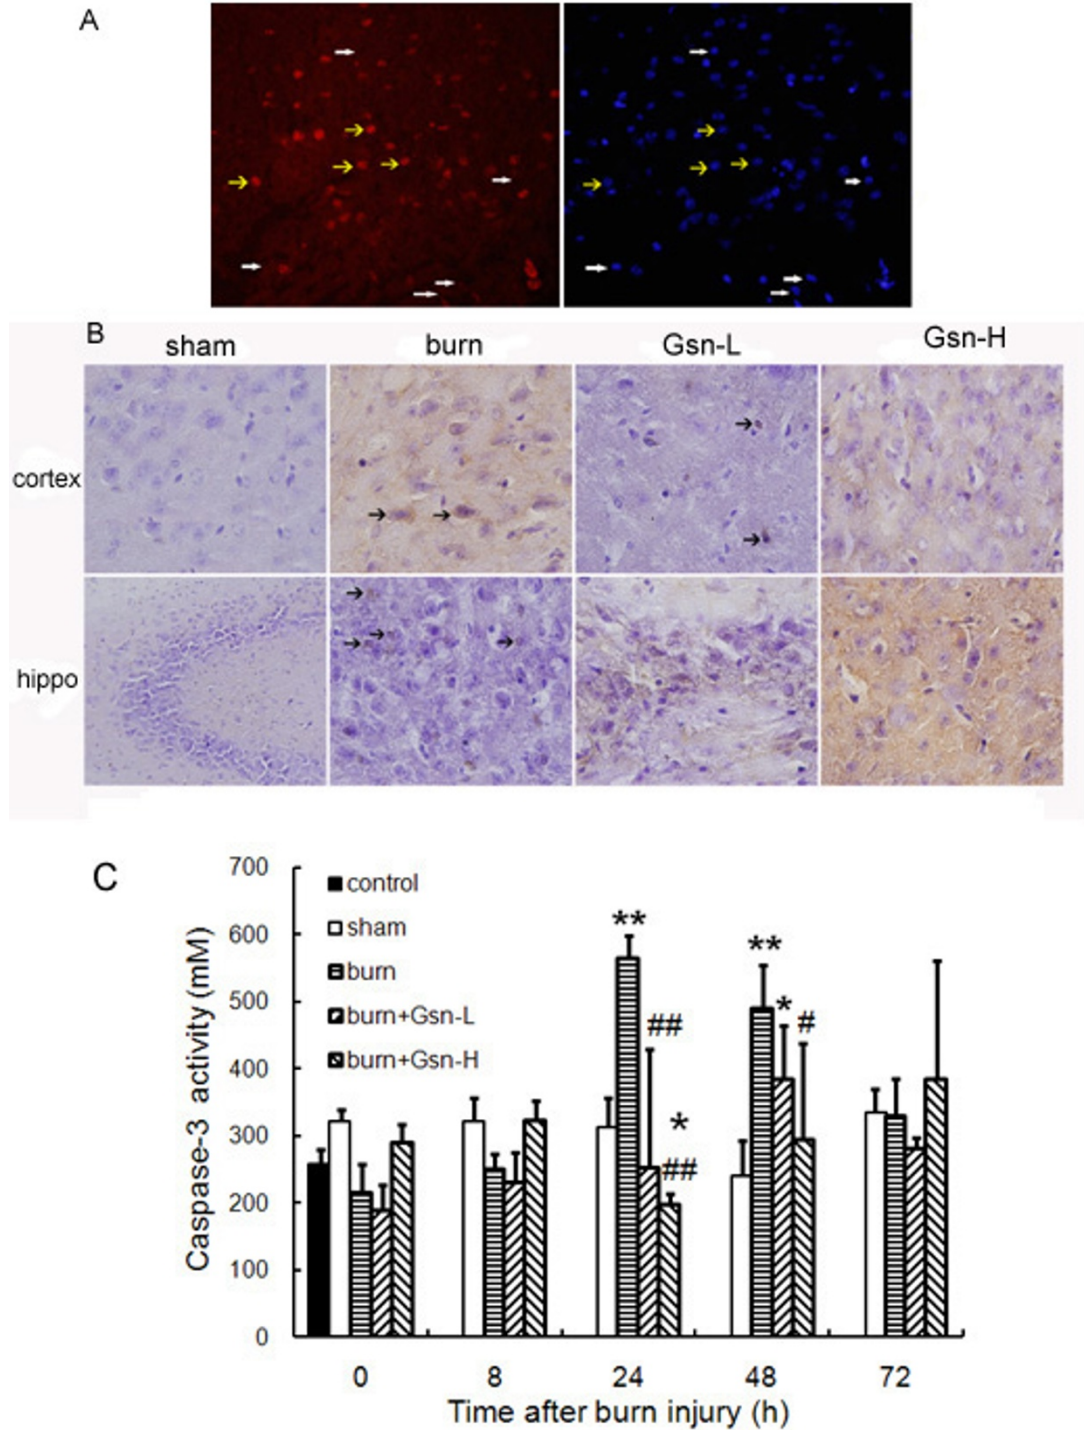 A
B
sham burn Gsn-L Gsn-H
cortex
hippo
C
700
600
500
400
300
200
100
0
Caspase-3 activity (mM)
control
sham
burn
burn+Gsn-L
burn+Gsn-H
**
##
*
##
**
*
#
0 8 24 48 72
Time after burn injury (h)